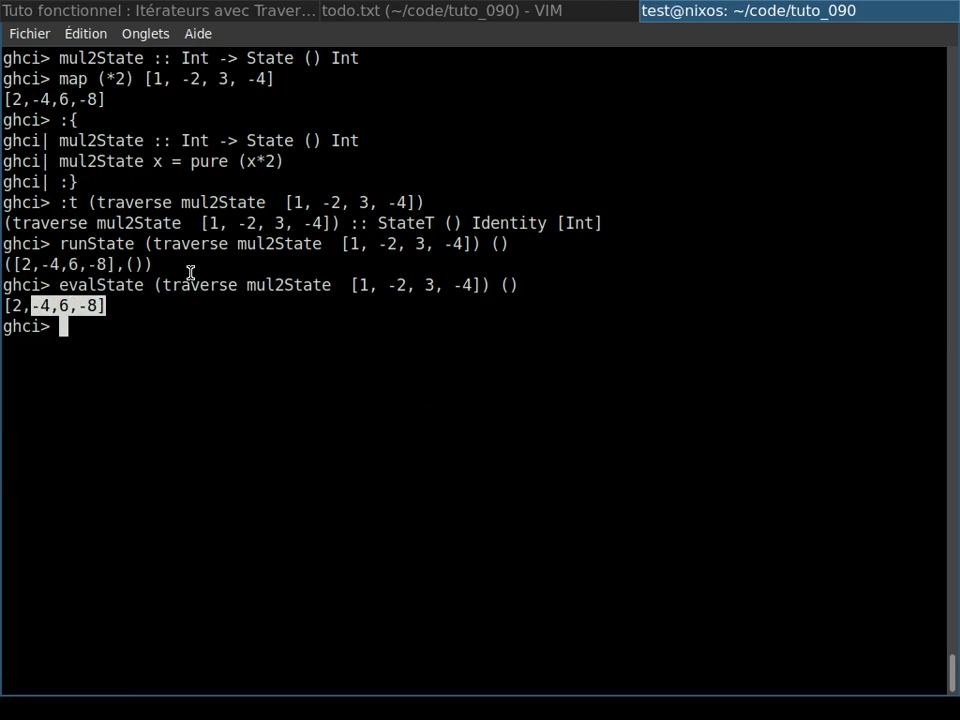 Tuto fonctionnel : Itérateurs avec Traver... todo.txt (~/code/tuto_090) - VIM test@nixos: ~/code/tuto_090
Fichier Édition Onglets Aide
ghci> mul2State :: Int -> State () Int
ghci> map (*2) [1, -2, 3, -4]
[2,-4,6,-8]
ghci> :{
ghci| mul2State :: Int -> State () Int
ghci| mul2State x = pure (x*2)
ghci| :}
ghci> :t (traverse mul2State  [1, -2, 3, -4])
(traverse mul2State  [1, -2, 3, -4]) :: StateT () Identity [Int]
ghci> runState (traverse mul2State  [1, -2, 3, -4]) ()
([2,-4,6,-8],())
ghci> evalState (traverse mul2State  [1, -2, 3, -4]) ()
[2,-4,6,-8]
ghci>